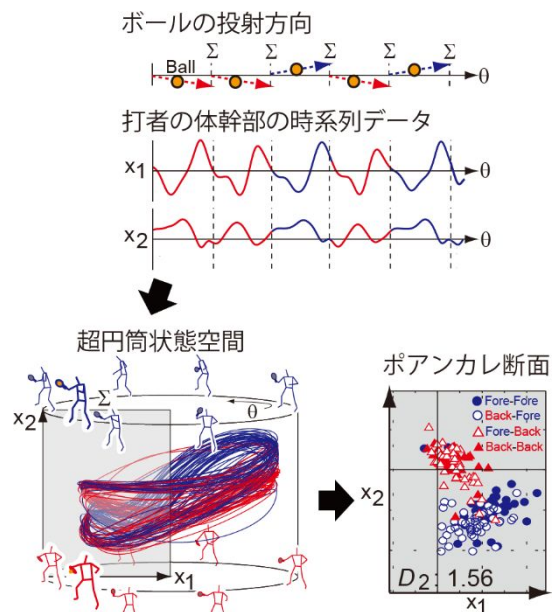 ボールの投射方向
Σ Σ Σ Σ Σ
Ball
θ
打者の体幹部の時系列データ
x1
θ
x2
θ
超円筒状態空間
ポアンカレ断面
x2
Σ
θ
x1
Fore-Fore
Back-Fore
Fore-Back
Back-Back
x2
D2: 1.56
x1